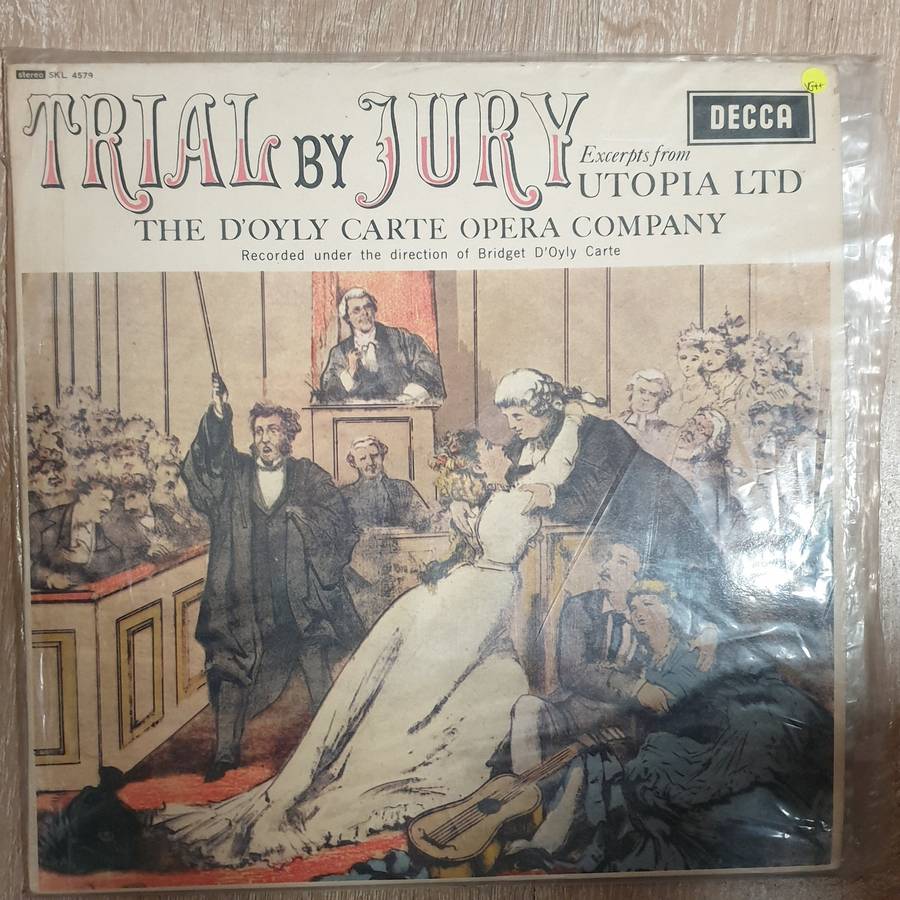 stereo SKL 4579
VG++
DECCA
TRIAL BY JURY
Excerpts from
UTOPIA LTD
THE D'OYLY CARTE OPERA COMPANY
Recorded under the direction of Bridget D'Oyly Carte